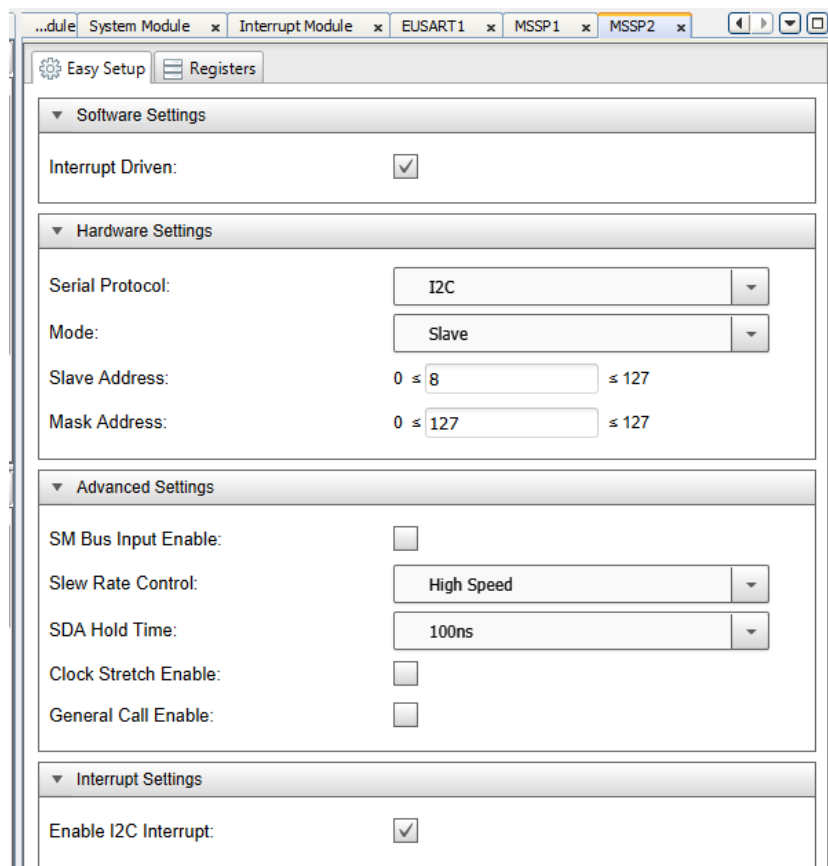 ...dule System Module x Interrupt Module x EUSART1 x MSSP1 x MSSP2 x
Easy Setup Registers
Software Settings
Interrupt Driven:
Hardware Settings
Serial Protocol: I2C
Mode: Slave
Slave Address: 0 ≤ 8 ≤ 127
Mask Address: 0 ≤ 127 ≤ 127
Advanced Settings
SM Bus Input Enable:
Slew Rate Control: High Speed
SDA Hold Time: 100ns
Clock Stretch Enable:
General Call Enable:
Interrupt Settings
Enable I2C Interrupt: